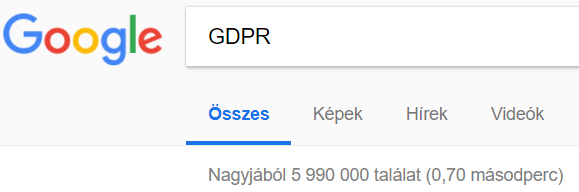 Google
GDPR
Összes Képek Hírek Videók
Nagyjából 5 990 000 találat (0,70 másodperc)